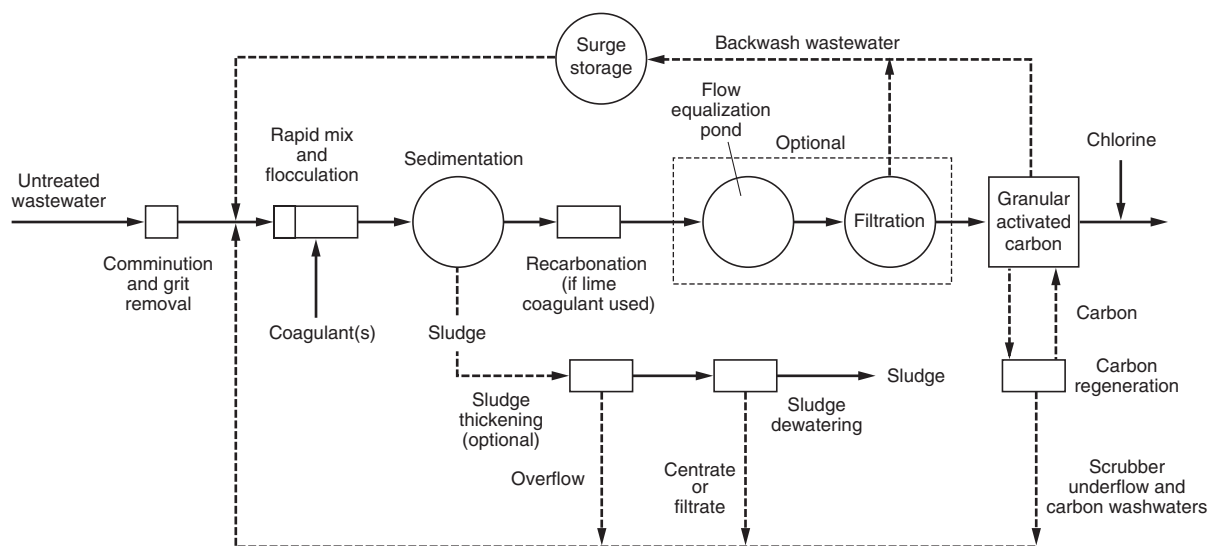 Surge
storage
Backwash wastewater
Flow
equalization
pond
Optional
Rapid mix
and
flocculation
Sedimentation
Chlorine
Untreated
wastewater
Filtration
Granular
activated
carbon
Comminution
and grit
removal
Recarbonation
(if lime
coagulant used)
Coagulant(s)
Sludge
Carbon
Sludge
Carbon
regeneration
Sludge
thickening
(optional)
Sludge
dewatering
Overflow
Centrate
or
filtrate
Scrubber
underflow and
carbon washwaters